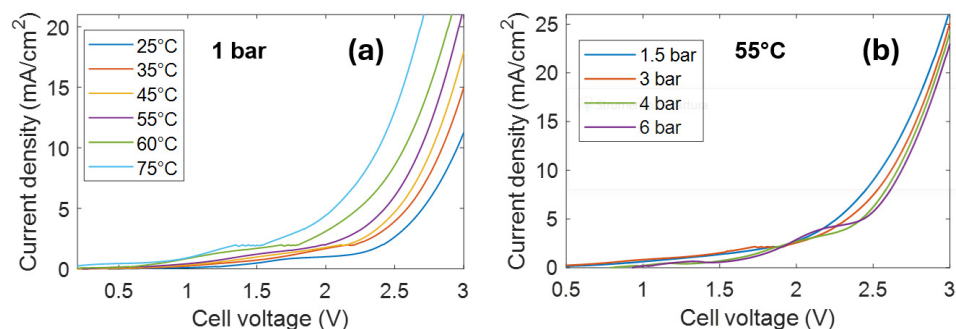 1 bar
(a)
25°C
35°C
45°C
55°C
60°C
75°C
Current density (mA/cm²)
20
15
10
5
0
0.5
1
1.5
2
2.5
3
Cell voltage (V)
55°C
(b)
1.5 bar
3 bar
4 bar
6 bar
Current density (mA/cm²)
25
20
15
10
5
0
0.5
1
1.5
2
2.5
3
Cell voltage (V)